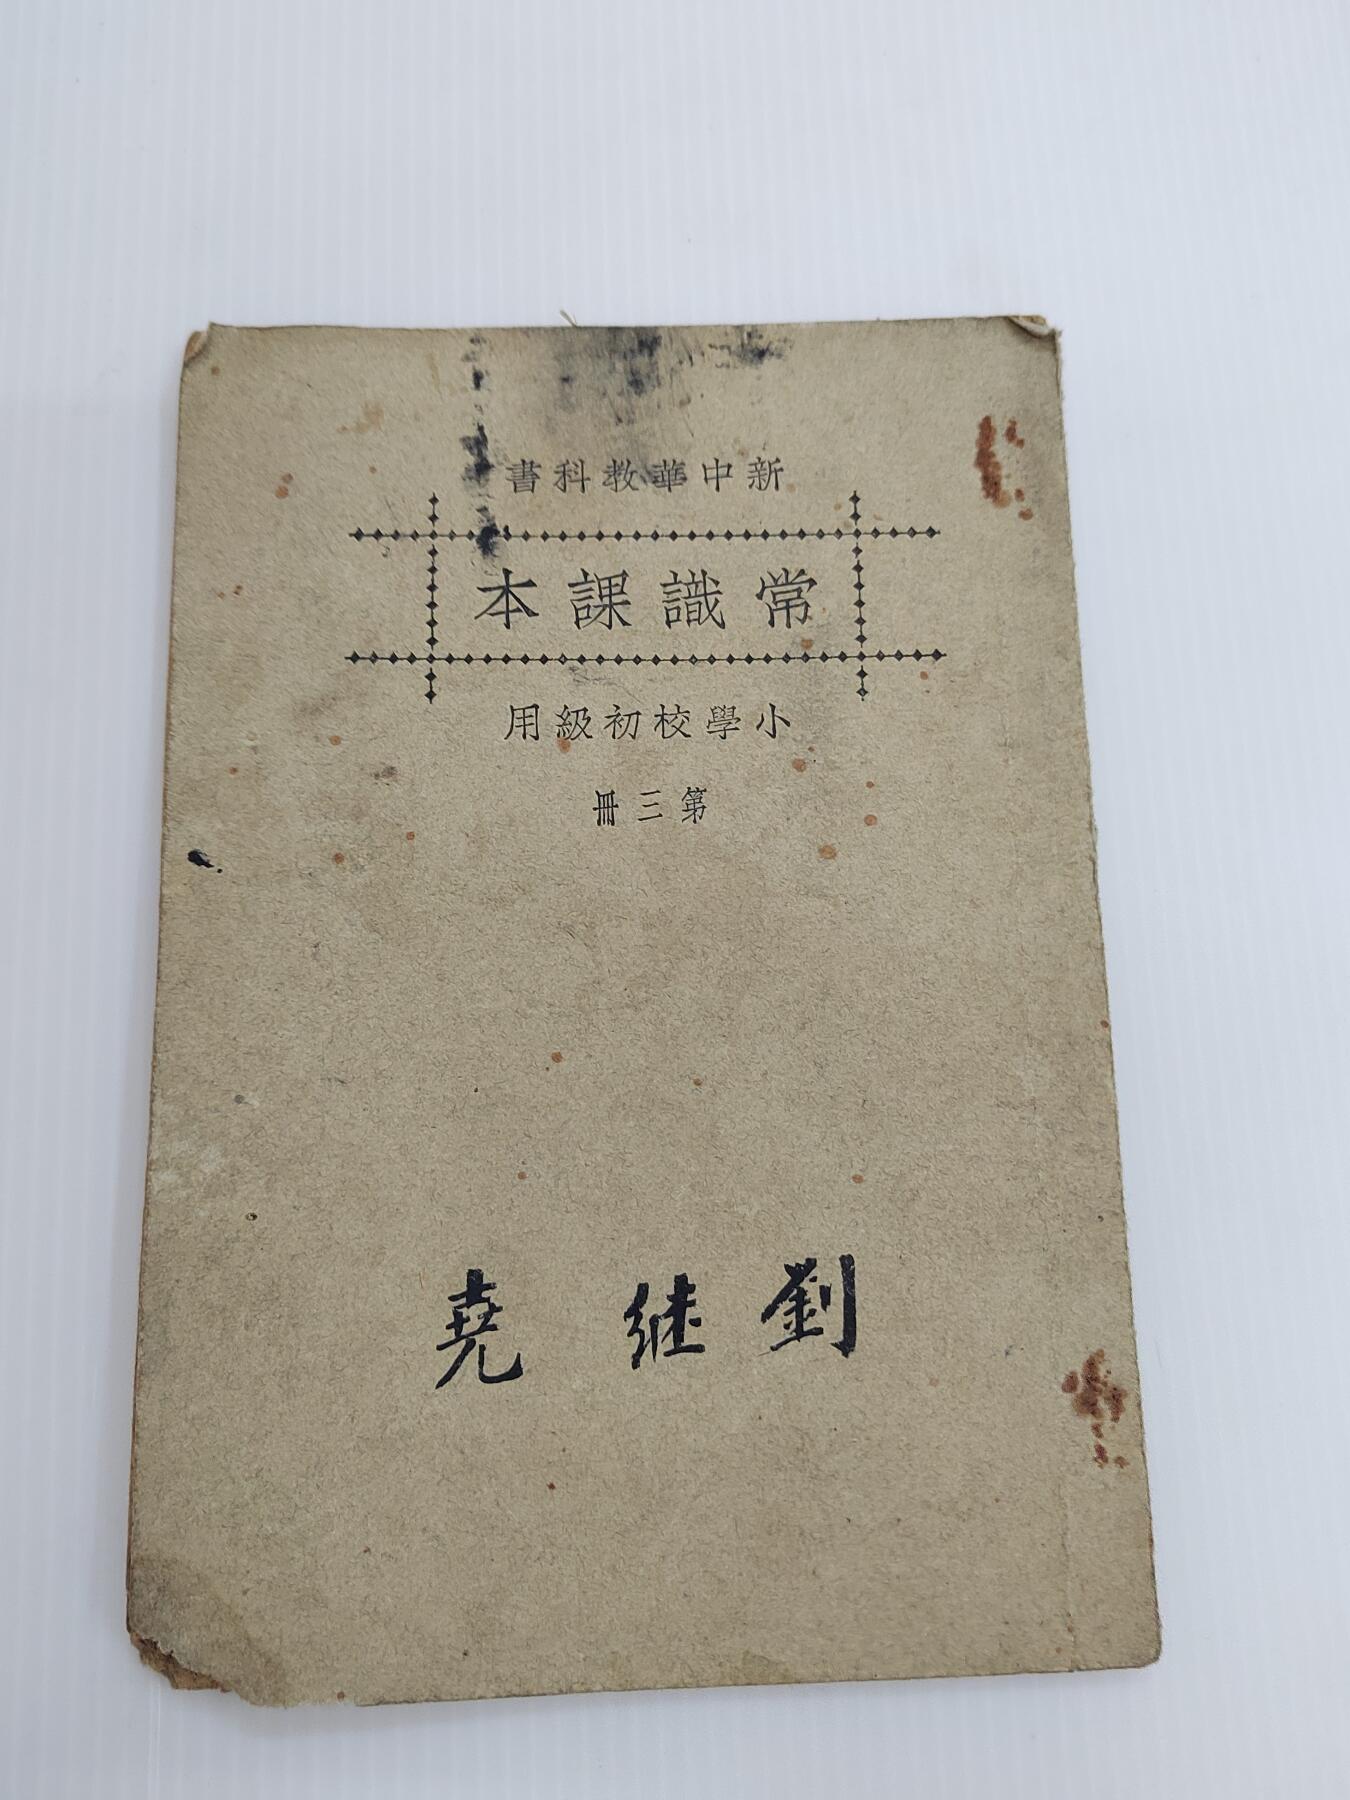 新中華教科書
常識課本
小學校初級用
第三冊
劉继堯